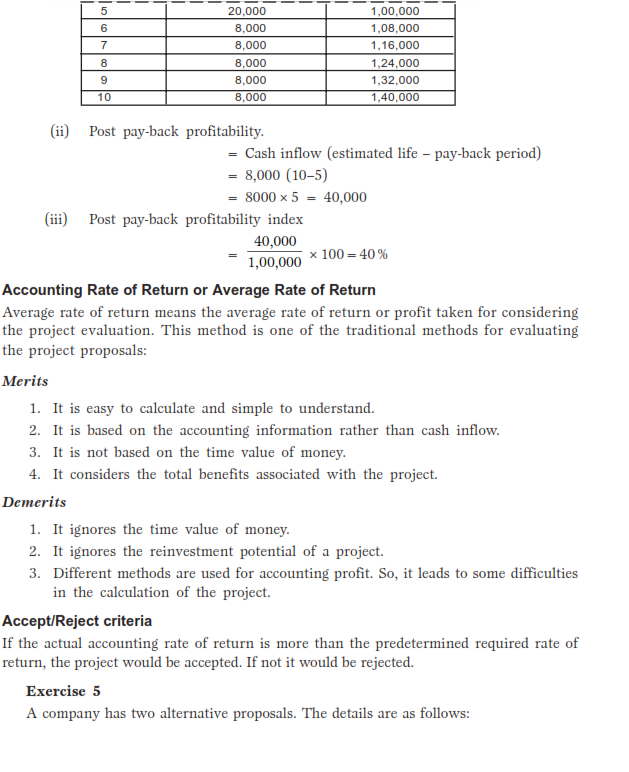 5 20,000 1,00,000
6 8,000 1,08,000
7 8,000 1,16,000
8 8,000 1,24,000
9 8,000 1,32,000
10 8,000 1,40,000
(ii) Post pay-back profitability.
= Cash inflow (estimated life – pay-back period)
= 8,000 (10–5)
= 8000 × 5 = 40,000
(iii) Post pay-back profitability index
= 40,000 / 1,00,000 × 100 = 40%
Accounting Rate of Return or Average Rate of Return
Average rate of return means the average rate of return or profit taken for considering
the project evaluation. This method is one of the traditional methods for evaluating
the project proposals:
Merits
1. It is easy to calculate and simple to understand.
2. It is based on the accounting information rather than cash inflow.
3. It is not based on the time value of money.
4. It considers the total benefits associated with the project.
Demerits
1. It ignores the time value of money.
2. It ignores the reinvestment potential of a project.
3. Different methods are used for accounting profit. So, it leads to some difficulties
in the calculation of the project.
Accept/Reject criteria
If the actual accounting rate of return is more than the predetermined required rate of
return, the project would be accepted. If not it would be rejected.
Exercise 5
A company has two alternative proposals. The details are as follows: